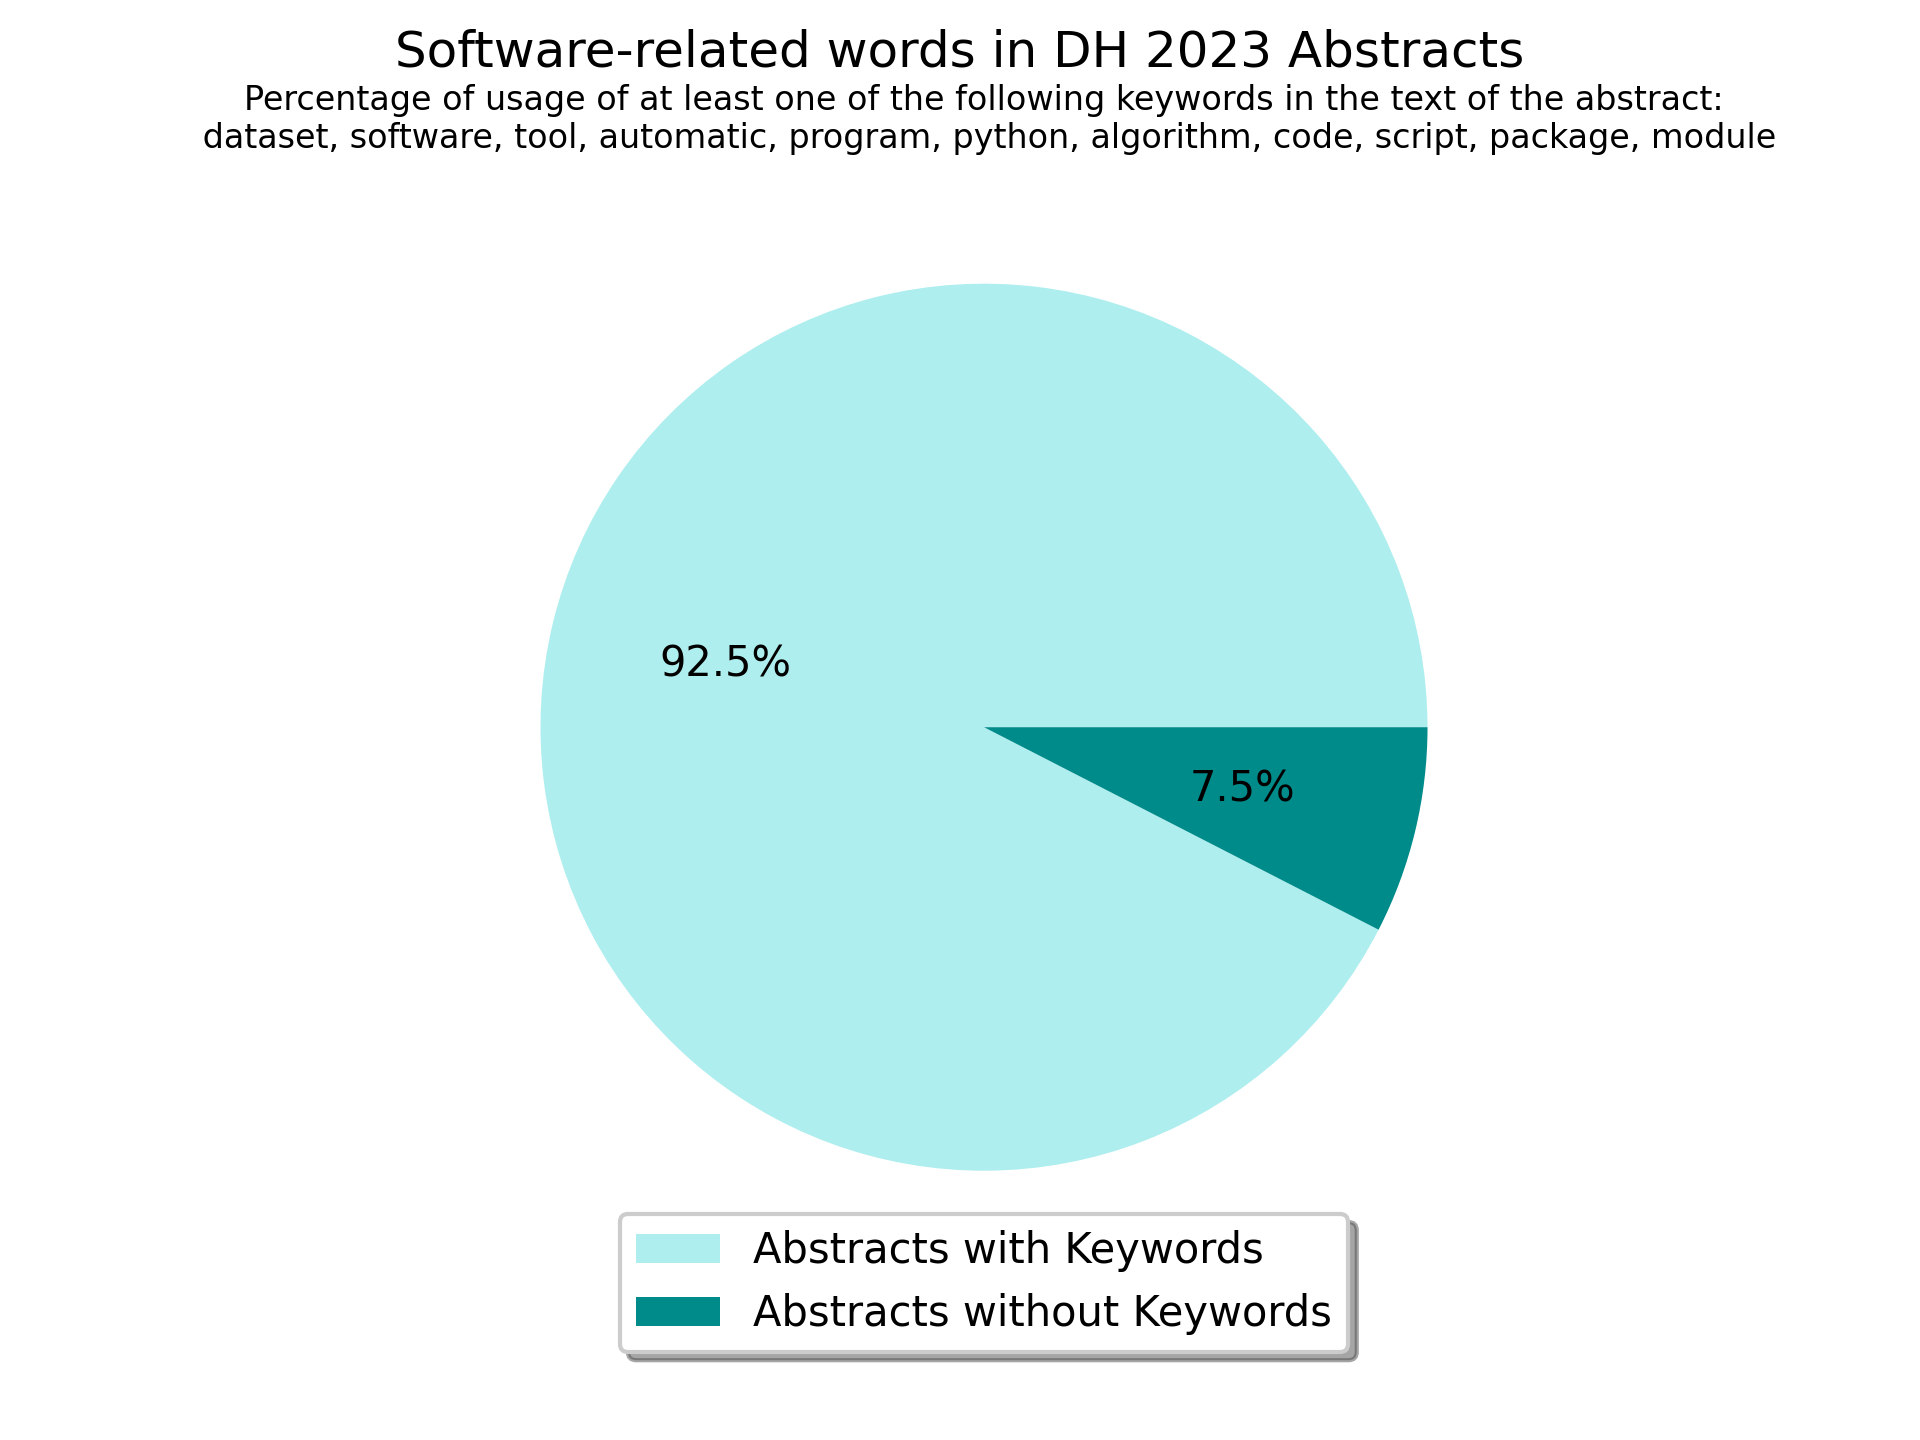 Software-related words in DH 2023 Abstracts
Percentage of usage of at least one of the following keywords in the text of the abstract:
dataset, software, tool, automatic, program, python, algorithm, code, script, package, module
92.5%
7.5%
Abstracts with Keywords
Abstracts without Keywords